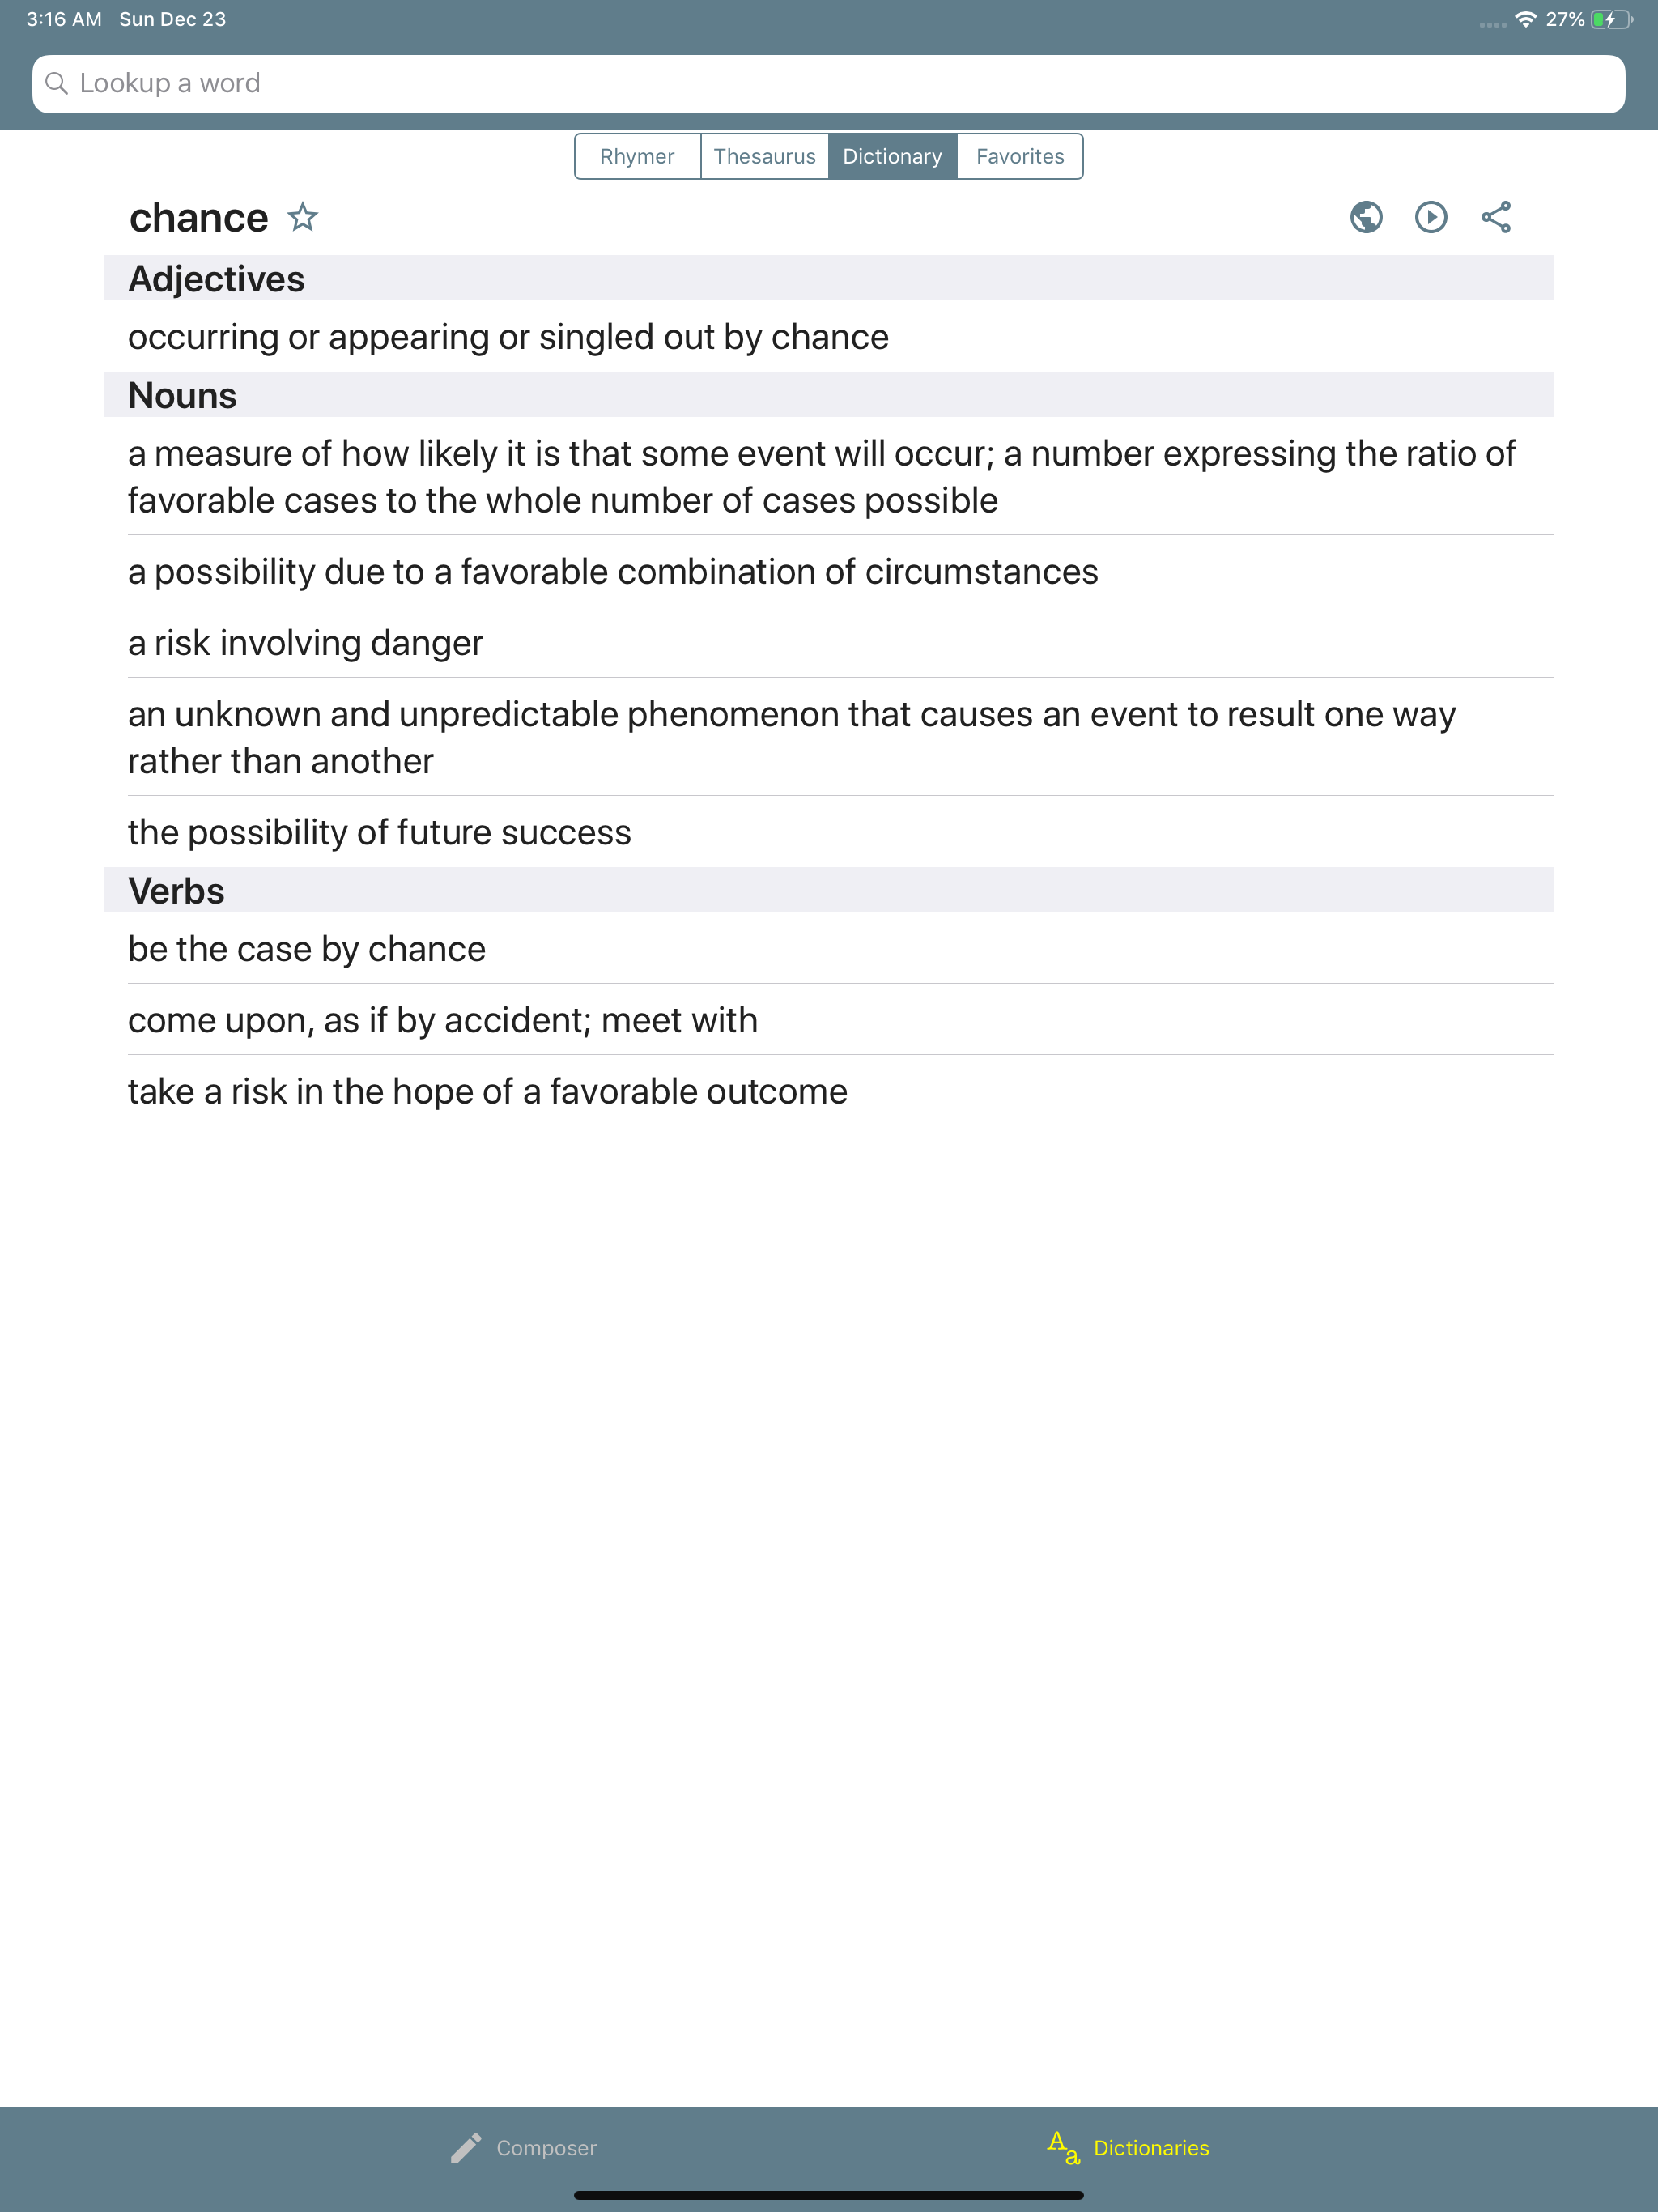 3:16 AM Sun Dec 23 27%
Lookup a word
Rhymer Thesaurus Dictionary Favorites
chance
Adjectives
occurring or appearing or singled out by chance
Nouns
a measure of how likely it is that some event will occur; a number expressing the ratio of
favorable cases to the whole number of cases possible
a possibility due to a favorable combination of circumstances
a risk involving danger
an unknown and unpredictable phenomenon that causes an event to result one way
rather than another
the possibility of future success
Verbs
be the case by chance
come upon, as if by accident; meet with
take a risk in the hope of a favorable outcome
Composer Aa Dictionaries